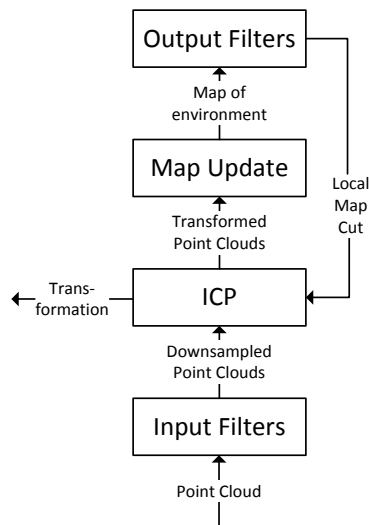 Output Filters
Map of
environment
Map Update
Local
Map
Cut
Transformed
Point Clouds
ICP
Trans-
formation
Downsampled
Point Clouds
Input Filters
Point Cloud